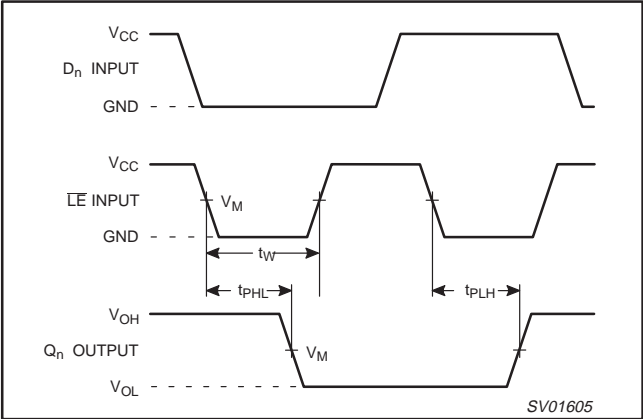 VCC
Dn INPUT
GND
VCC
LE INPUT
VM
GND
tW
tPHL
tPLH
VOH
Qn OUTPUT
VM
VOL
SV01605